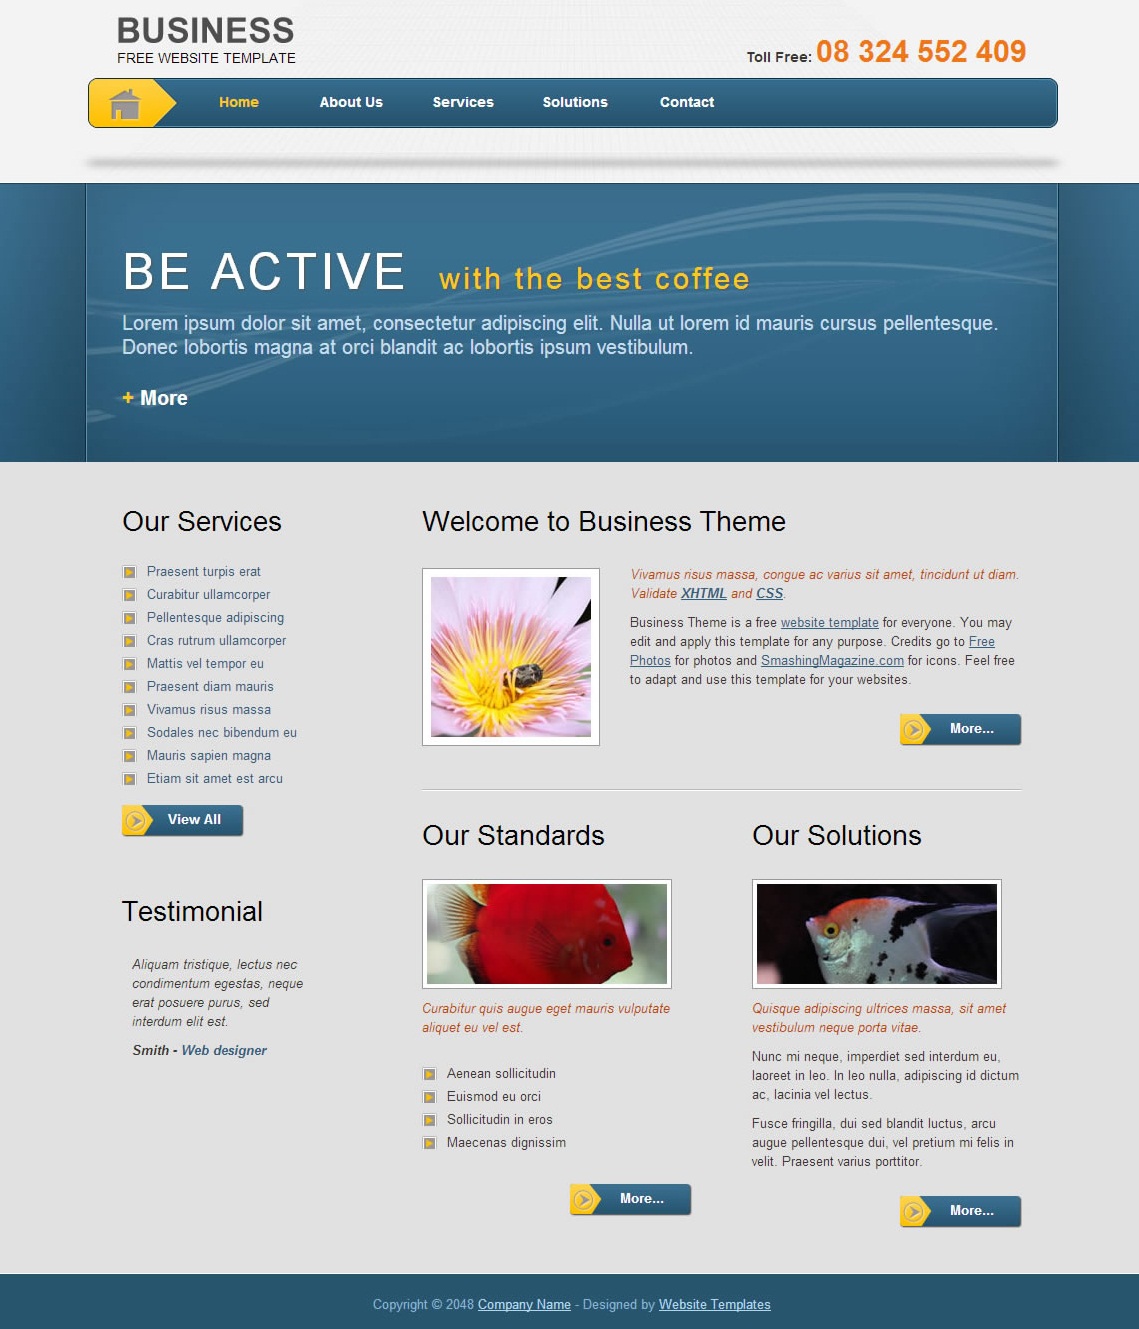 BUSINESS
FREE WEBSITE TEMPLATE
Toll Free: 08 324 552 409
Home About Us Services Solutions Contact
BE ACTIVE with the best coffee
Lorem ipsum dolor sit amet, consectetur adipiscing elit. Nulla ut lorem id mauris cursus pellentesque.
Donec lobortis magna at orci blandit ac lobortis ipsum vestibulum.
+ More
Our Services
Praesent turpis erat
Curabitur ullamcorper
Pellentesque adipiscing
Cras rutrum ullamcorper
Mattis vel tempor eu
Praesent diam mauris
Vivamus risus massa
Sodales nec bibendum eu
Mauris sapien magna
Etiam sit amet est arcu
View All
Testimonial
Aliquam tristique, lectus nec
condimentum egestas, neque
erat posuere purus, sed
interdum elit est.
Smith - Web designer
Welcome to Business Theme
Vivamus risus massa, congue ac varius sit amet, tincidunt ut diam.
Validate XHTML and CSS.
Business Theme is a free website template for everyone. You may
edit and apply this template for any purpose. Credits go to Free
Photos for photos and SmashingMagazine.com for icons. Feel free
to adapt and use this template for your websites.
More...
Our Standards
Curabitur quis augue eget mauris vulputate
aliquet eu vel est.
Aenean sollicitudin
Euismod eu orci
Sollicitudin in eros
Maecenas dignissim
More...
Our Solutions
Quisque adipiscing ultrices massa, sit amet
vestibulum neque porta vitae.
Nunc mi neque, imperdiet sed interdum eu,
laoreet in leo. In leo nulla, adipiscing id dictum
ac, lacinia vel lectus.
Fusce fringilla, dui sed blandit luctus, arcu
augue pellentesque dui, vel pretium mi felis in
velit. Praesent varius porttitor.
More...
Copyright © 2048 Company Name - Designed by Website Templates